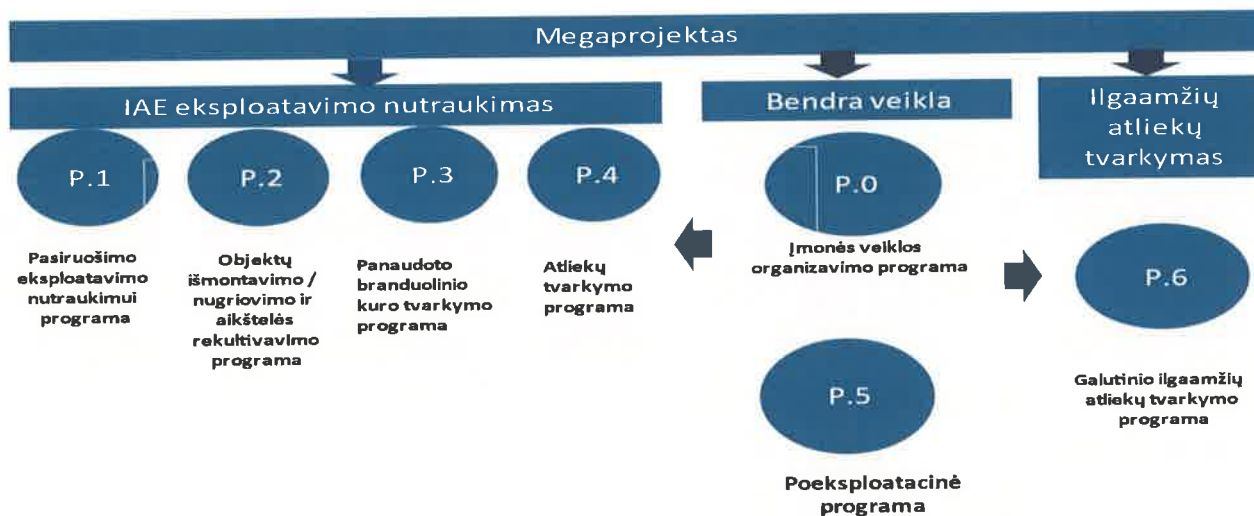 Megaprojektas
IAE eksploatavimo nutraukimas
P.1
Pasiruošimo
eksploatavimo
nutraukimui
programa
P.2
Objektų
išmontavimo /
nugriovimo ir
aikštelės
rekultivavimo
programa
P.3
Panaudoto
branduolinio
kuro tvarkymo
programa
P.4
Atliekų
tvarkymo
programa
Bendra veikla
P.0
Įmonės veiklos
organizavimo programa
P.5
Poeksploatacinė
programa
Ilgaamžių
atliekų
tvarkymas
P.6
Galutinio ilgaamžių
atliekų tvarkymo
programa